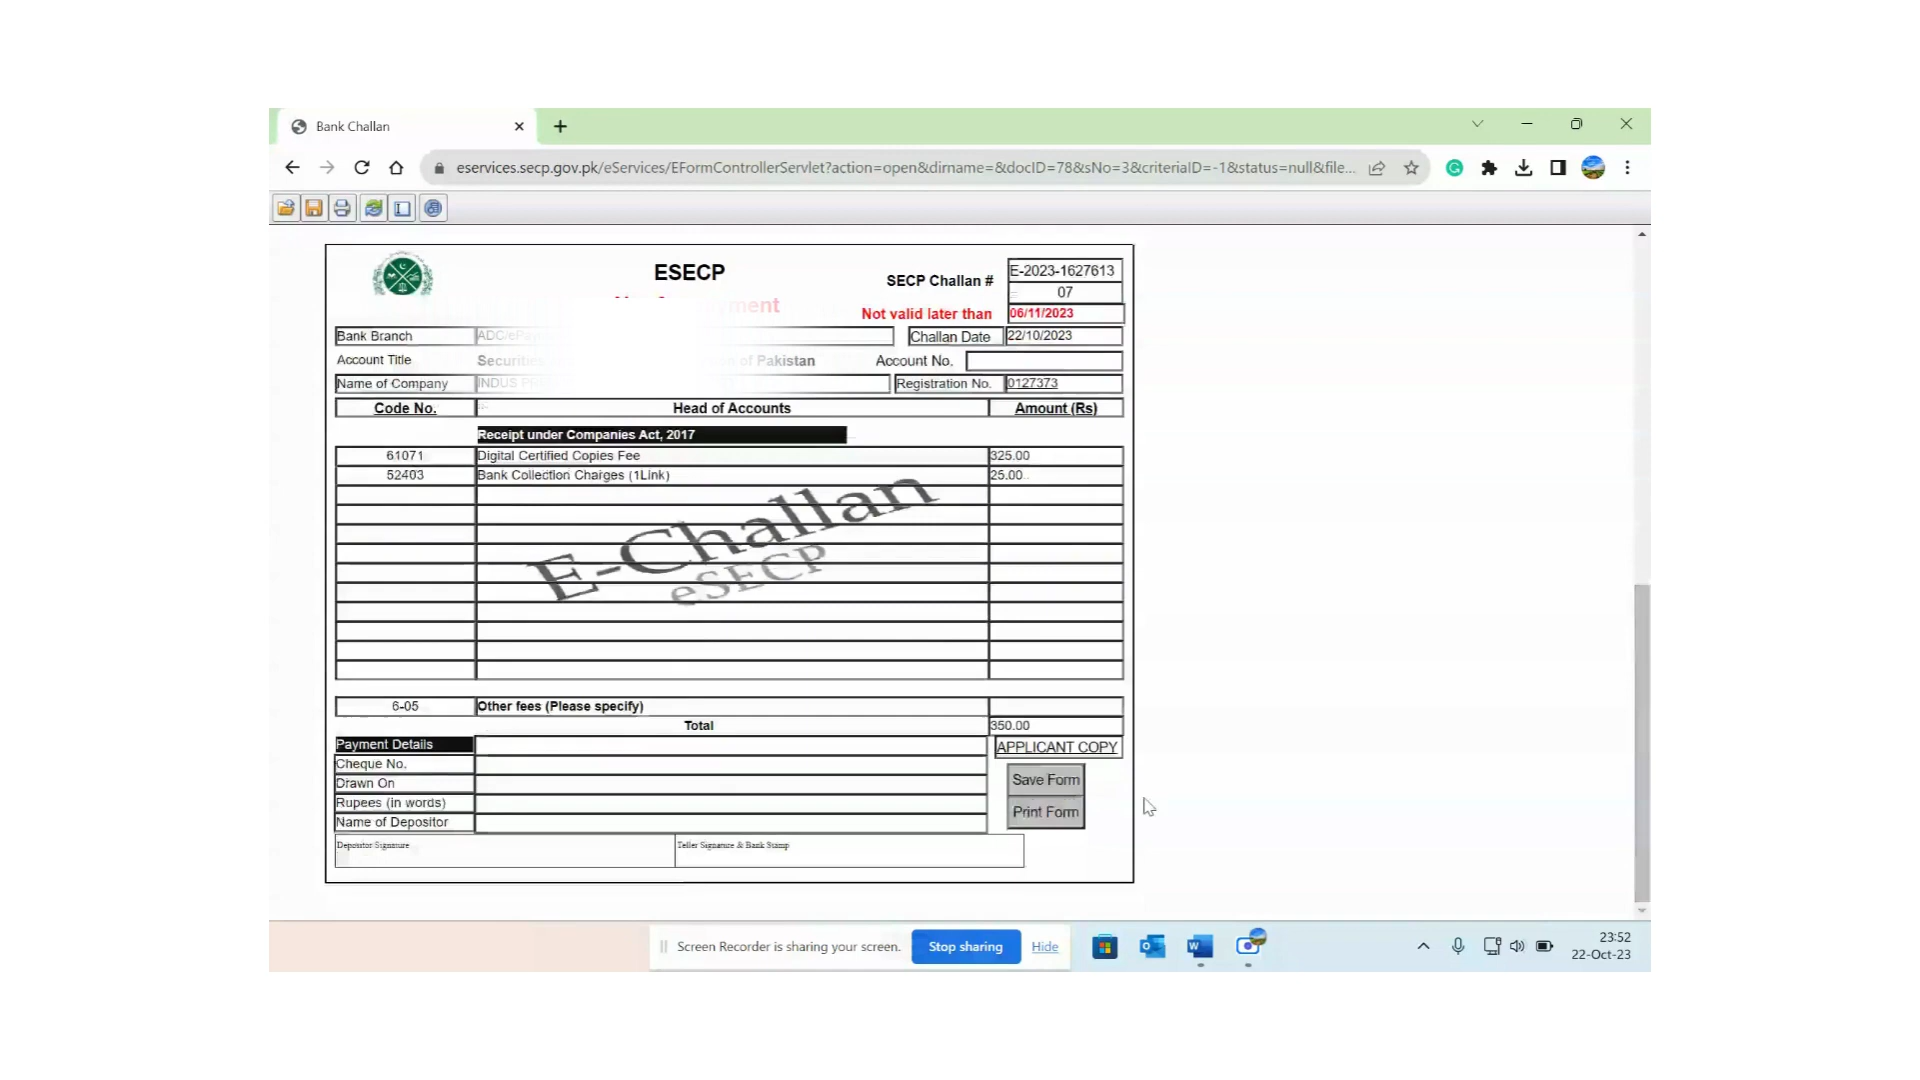 Bank Challan
eservices.secp.gov.pk/eServices/EFormControllerServlet?action=open&dirname=&docID=78&sNo=3&criteriaID=-1&status=null&file...
ESECP
SECP Challan #
E-2023-1627613
07
Not valid later than
06/11/2023
Bank Branch
Challan Date
22/10/2023
Account Title
Securities of Pakistan
Account No.
Name of Company
INDUS
Registration No.
0127373
Code No. Head of Accounts Amount (Rs)
Receipt under Companies Act, 2017
61071 Digital Certified Copies Fee 325.00
52403 Bank Collection Charges (1Link) 25.00
E-Challan
eSECP
6-05 Other fees (Please specify)
Total 350.00
Payment Details
APPLICANT COPY
Cheque No.
Save Form
Drawn On
Rupees (in words)
Print Form
Name of Depositor
Depositor Signature
Teller Signature & Bank Stamp
Screen Recorder is sharing your screen.
Stop sharing
Hide
23:52
22-Oct-23